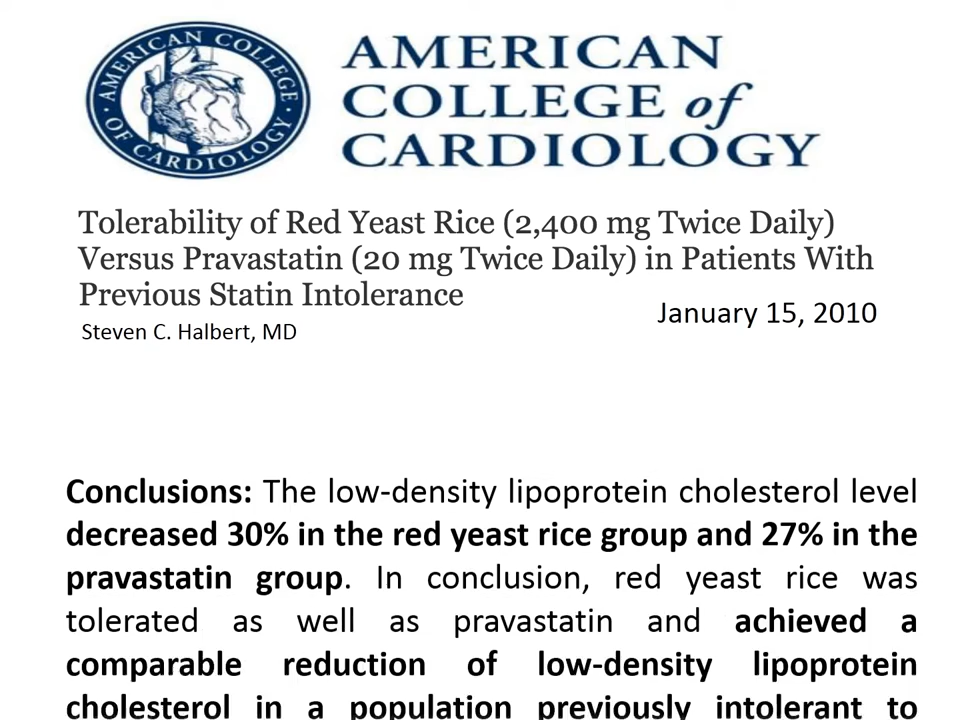 AMERICAN COLLEGE
OF CARDIOLOGY
AMERICAN
COLLEGE of
CARDIOLOGY
Tolerability of Red Yeast Rice (2,400 mg Twice Daily)
Versus Pravastatin (20 mg Twice Daily) in Patients With
Previous Statin Intolerance
January 15, 2010
Steven C. Halbert, MD
Conclusions: The low-density lipoprotein cholesterol level
decreased 30% in the red yeast rice group and 27% in the
pravastatin group. In conclusion, red yeast rice was
tolerated as well as pravastatin and achieved a
comparable reduction of low-density lipoprotein
cholesterol in a population previously intolerant to